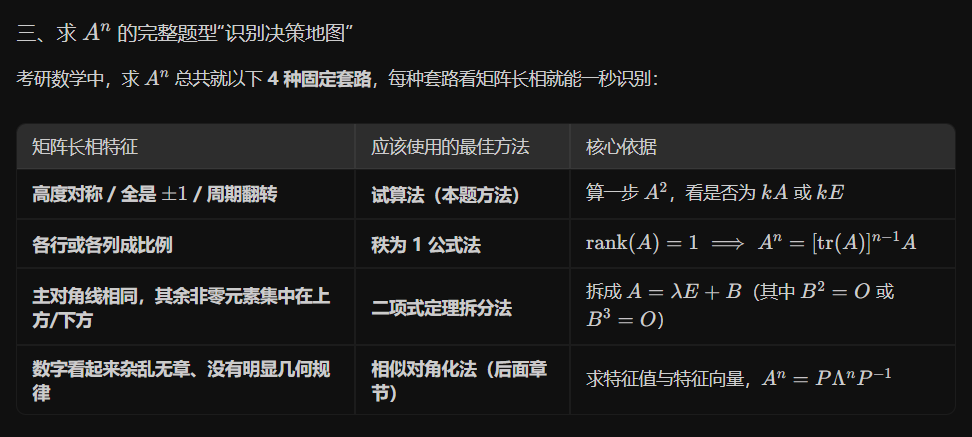 三、求 Aⁿ 的完整题型“识别决策地图”
考研数学中，求 Aⁿ 总共就以下 4 种固定套路，每种套路看矩阵长相就能一秒识别：
矩阵长相特征 应该使用的最佳方法 核心依据
高度对称 / 全是 ±1 / 周期翻转 试算法（本题方法） 算一步 A²，看是否为 kA 或 kE
各行或各列成比例 秩为 1 公式法 rank(A) = 1 ⟹ Aⁿ = [tr(A)]ⁿ⁻¹A
主对角线相同，其余非零元素集中在上
方/下方
二项式定理拆分法
拆成 A = λE + B（其中 B² = O 或
B³ = O）
数字看起来杂乱无章、没有明显几何规
律
相似对角化法（后面章
节）
求特征值与特征向量，Aⁿ = PΛⁿP⁻¹